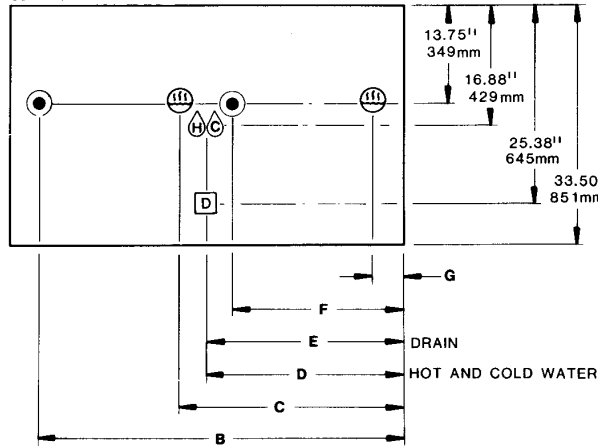 13.75"
349mm
16.88"
429mm
25.38"
645mm
33.50
851mm
H C
D
G
F
E DRAIN
D HOT AND COLD WATER
C
B